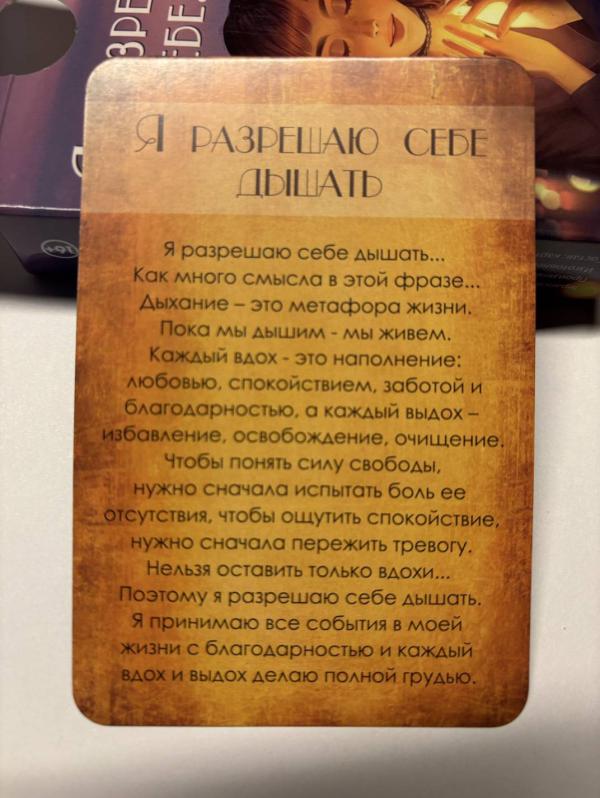 Я РАЗРЕШАЮ СЕБЕ
ДЫШАТЬ
Я разрешаю себе дышать...
Как много смысла в этой фразе...
Дыхание – это метафора жизни.
Пока мы дышим - мы живем.
Каждый вдох - это наполнение:
любовью, спокойствием, заботой и
благодарностью, а каждый выдох –
избавление, освобождение, очищение.
Чтобы понять силу свободы,
нужно сначала испытать боль ее
отсутствия, чтобы ощутить спокойствие,
нужно сначала пережить тревогу.
Нельзя оставить только вдохи...
Поэтому я разрешаю себе дышать.
Я принимаю все события в моей
жизни с благодарностью и каждый
вдох и выдох делаю полной грудью.
16+